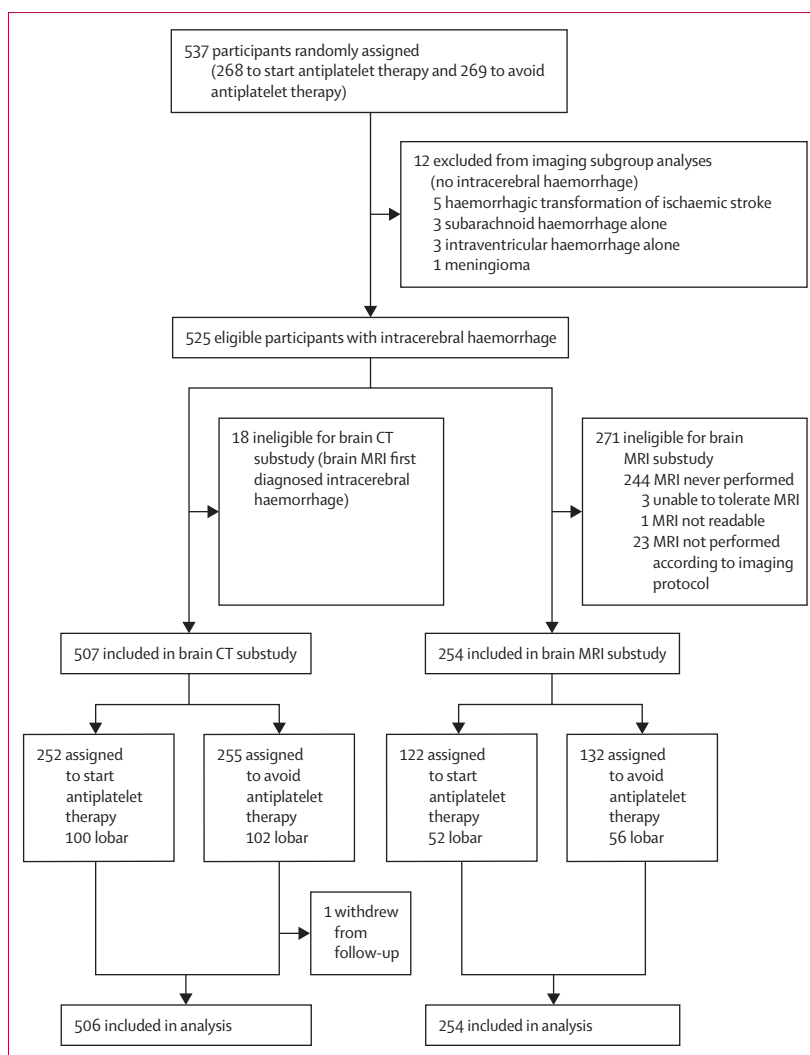 537 participants randomly assigned
(268 to start antiplatelet therapy and 269 to avoid
antiplatelet therapy)
12 excluded from imaging subgroup analyses
(no intracerebral haemorrhage)
5 haemorrhagic transformation of ischaemic stroke
3 subarachnoid haemorrhage alone
3 intraventricular haemorrhage alone
1 meningioma
525 eligible participants with intracerebral haemorrhage
18 ineligible for brain CT
substudy (brain MRI first
diagnosed intracerebral
haemorrhage)
271 ineligible for brain
MRI substudy
244 MRI never performed
3 unable to tolerate MRI
1 MRI not readable
23 MRI not performed
according to imaging
protocol
507 included in brain CT substudy
254 included in brain MRI substudy
252 assigned
to start
antiplatelet
therapy
100 lobar
255 assigned
to avoid
antiplatelet
therapy
102 lobar
122 assigned
to start
antiplatelet
therapy
52 lobar
132 assigned
to avoid
antiplatelet
therapy
56 lobar
1 withdrew
from
follow-up
506 included in analysis
254 included in analysis